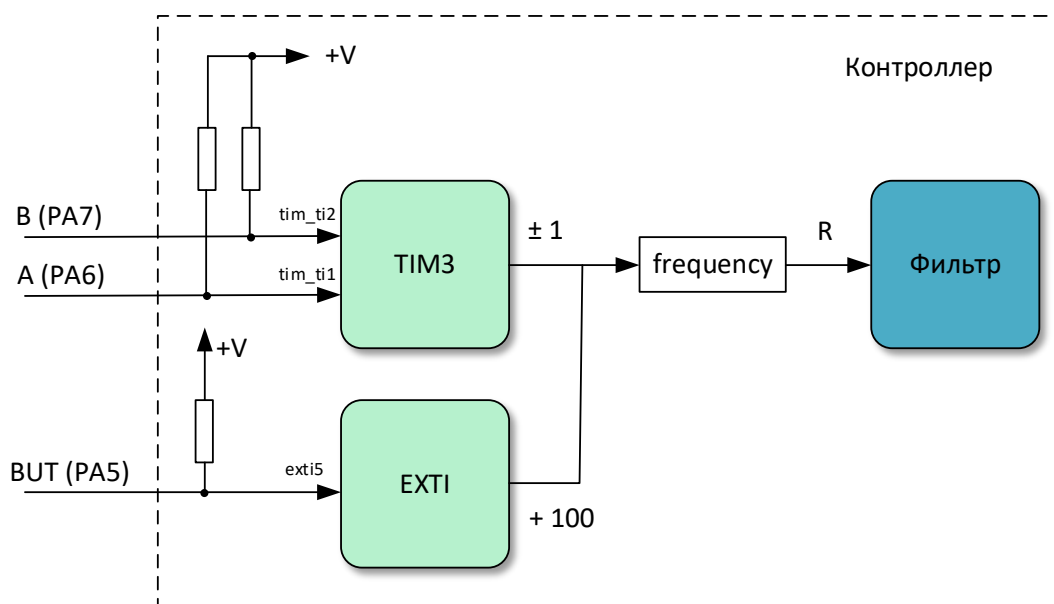 +V
Контроллер
B (PA7)
tim_ti2
± 1
TIM3
frequency
R
Фильтр
A (PA6)
tim_ti1
+V
BUT (PA5)
exti5
EXTI
+ 100